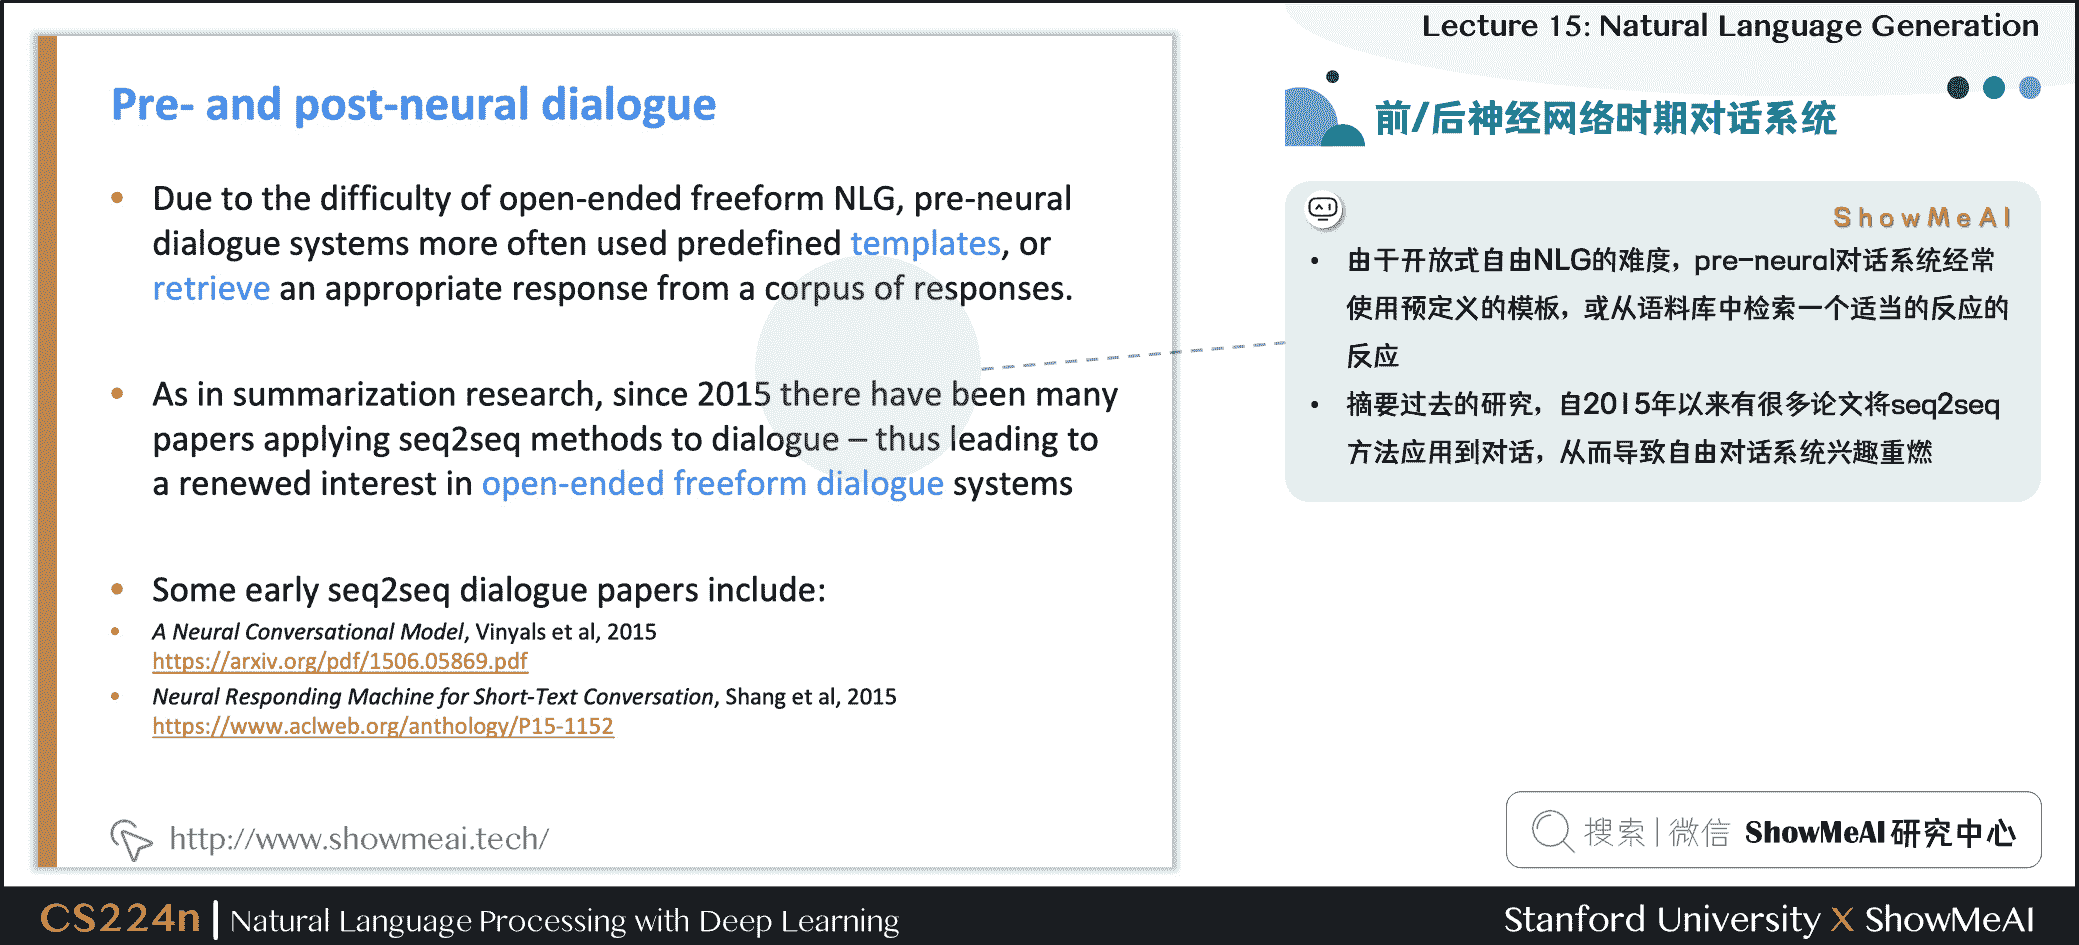 Lecture 15: Natural Language Generation
Pre- and post-neural dialogue
• Due to the difficulty of open-ended freeform NLG, pre-neural
dialogue systems more often used predefined templates, or
retrieve an appropriate response from a corpus of responses.
• As in summarization research, since 2015 there have been many
papers applying seq2seq methods to dialogue – thus leading to
a renewed interest in open-ended freeform dialogue systems
• Some early seq2seq dialogue papers include:
• A Neural Conversational Model, Vinyals et al, 2015
https://arxiv.org/pdf/1506.05869.pdf
• Neural Responding Machine for Short-Text Conversation, Shang et al, 2015
https://www.aclweb.org/anthology/P15-1152
http://www.showmeai.tech/
前/后神经网络时期对话系统
ShowMeAI
• 由于开放式自由NLG的难度，pre-neural对话系统经常
使用预定义的模板，或从语料库中检索一个适当的反应的
反应
• 摘要过去的研究，自2015年以来有很多论文将seq2seq
方法应用到对话，从而导致自由对话系统兴趣重燃
搜索 | 微信 ShowMeAI 研究中心
CS224n | Natural Language Processing with Deep Learning
Stanford University X ShowMeAI